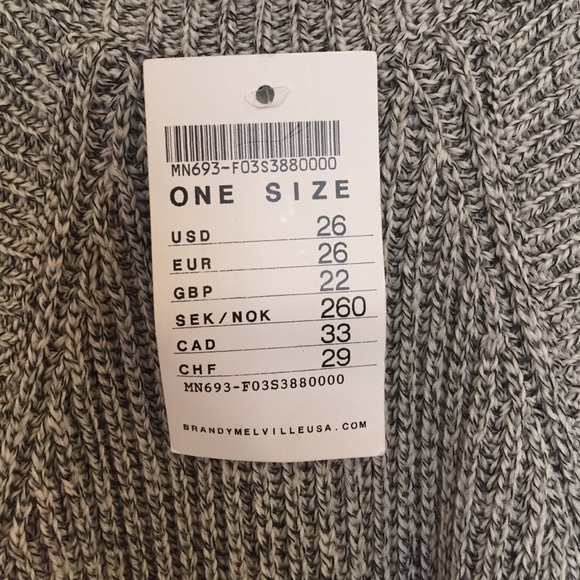 MN693-F03S3880000
ONE SIZE
USD 26
EUR 26
GBP 22
SEK/NOK 260
CAD 33
CHF 29
MN693-F03S3880000
BRANDYMELVILLEUSA.COM